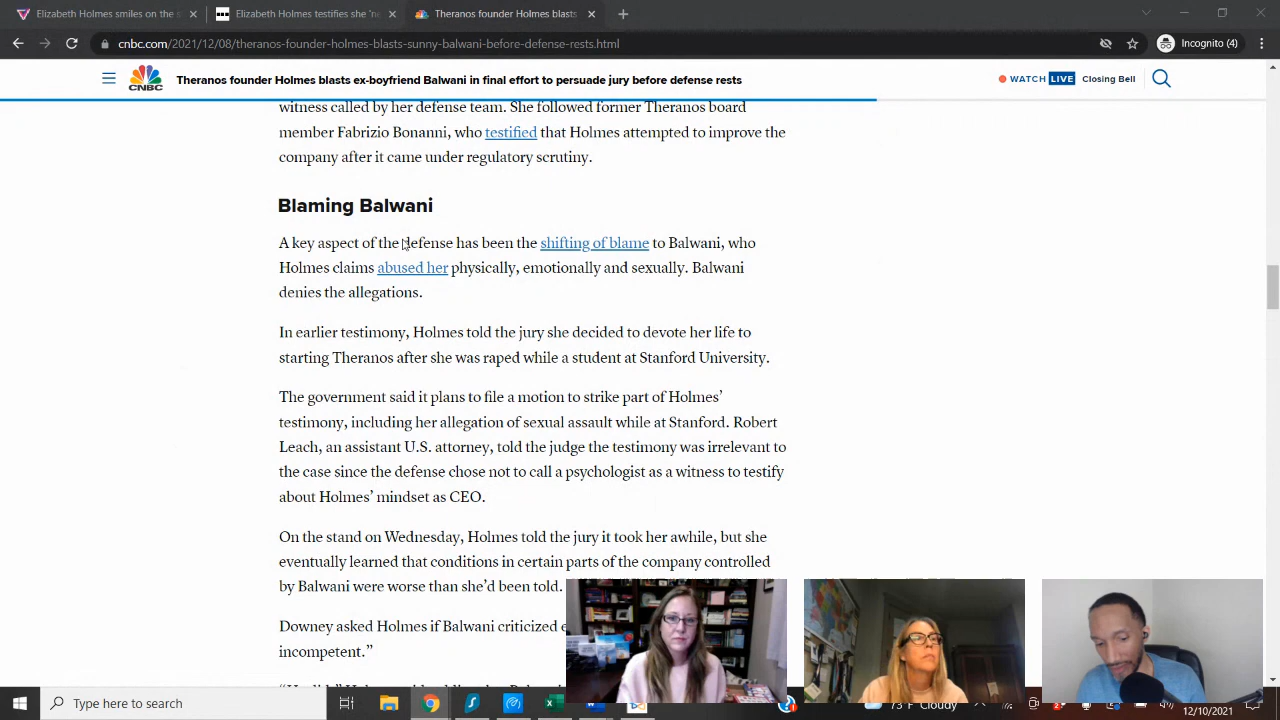 Elizabeth Holmes smiles on the s
Elizabeth Holmes testifies she 'ne
Theranos founder Holmes blasts
cnbc.com/2021/12/08/theranos-founder-holmes-blasts-sunny-balwani-before-defense-rests.html
Incognito (4)
CNBC
Theranos founder Holmes blasts ex-boyfriend Balwani in final effort to persuade jury before defense rests
WATCH LIVE Closing Bell
witness called by her defense team. She followed former Theranos board
member Fabrizio Bonanni, who testified that Holmes attempted to improve the
company after it came under regulatory scrutiny.
Blaming Balwani
A key aspect of the defense has been the shifting of blame to Balwani, who
Holmes claims abused her physically, emotionally and sexually. Balwani
denies the allegations.
In earlier testimony, Holmes told the jury she decided to devote her life to
starting Theranos after she was raped while a student at Stanford University.
The government said it plans to file a motion to strike part of Holmes'
testimony, including her allegation of sexual assault while at Stanford. Robert
Leach, an assistant U.S. attorney, told the judge the testimony was irrelevant to
the case since the defense chose not to call a psychologist as a witness to testify
about Holmes' mindset as CEO.
On the stand on Wednesday, Holmes told the jury it took her awhile, but she
eventually learned that conditions in certain parts of the company controlled
by Balwani were worse than she'd been told.
Downey asked Holmes if Balwani criticized
incompetent."
Type here to search
73°F Cloudy
12/10/2021